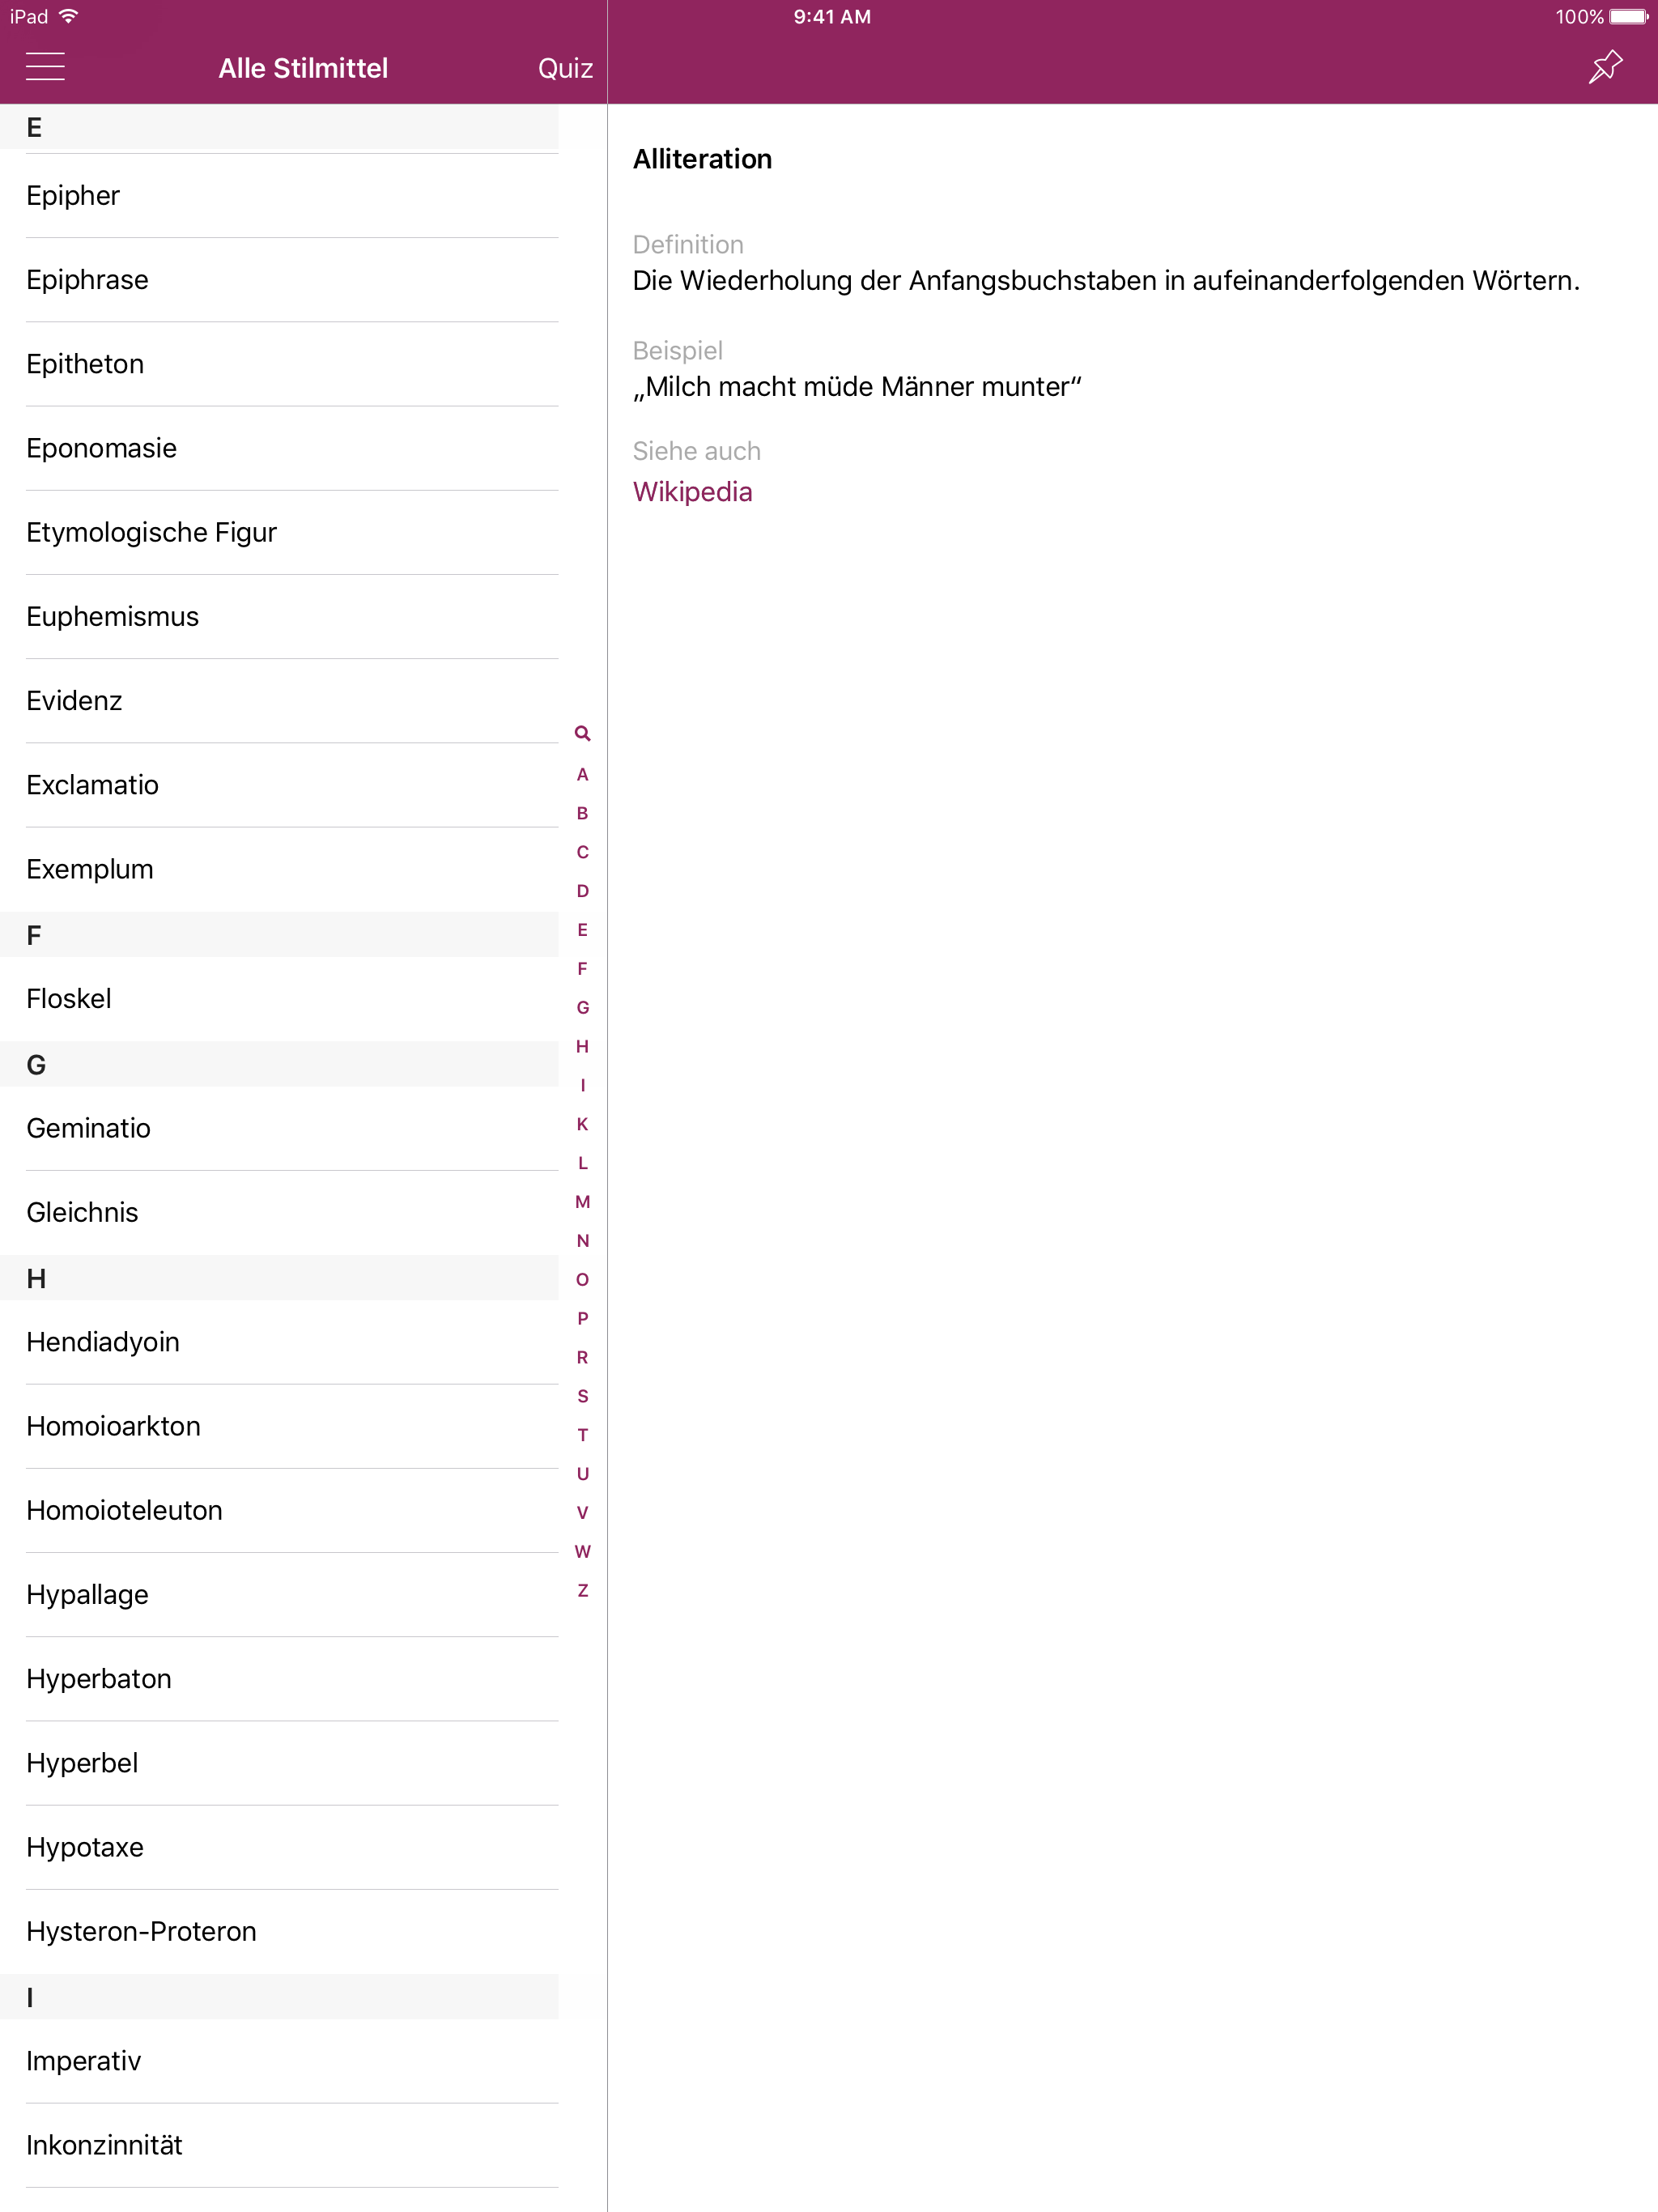 iPad
9:41 AM
100%
Alle Stilmittel
Quiz
E
Epipher
Epiphrase
Epitheton
Eponomasie
Etymologische Figur
Euphemismus
Evidenz
Exclamatio
Exemplum
F
Floskel
G
Geminatio
Gleichnis
H
Hendiadyoin
Homoioarkton
Homoioteleuton
Hypallage
Hyperbaton
Hyperbel
Hypotaxe
Hysteron-Proteron
I
Imperativ
Inkonzinnität
A
B
C
D
E
F
G
H
I
K
L
M
N
O
P
R
S
T
U
V
W
Z
Alliteration
Definition
Die Wiederholung der Anfangsbuchstaben in aufeinanderfolgenden Wörtern.
Beispiel
„Milch macht müde Männer munter“
Siehe auch
Wikipedia